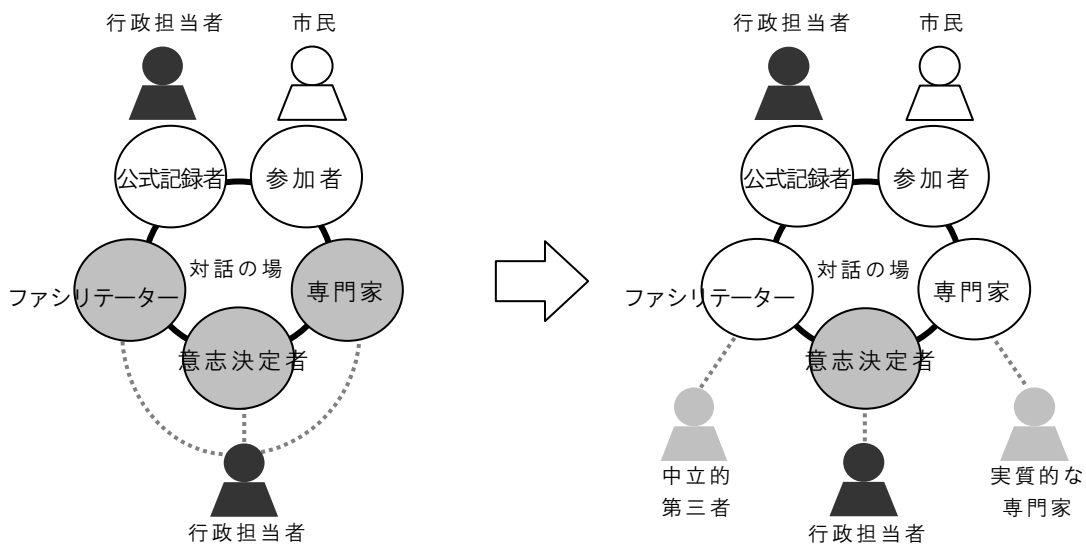 行政担当者
市民
公式記録者
参加者
対話の場
ファシリテーター
専門家
意志決定者
行政担当者
行政担当者
市民
公式記録者
参加者
対話の場
ファシリテーター
専門家
意志決定者
中立的
第三者
実質的な
専門家
行政担当者